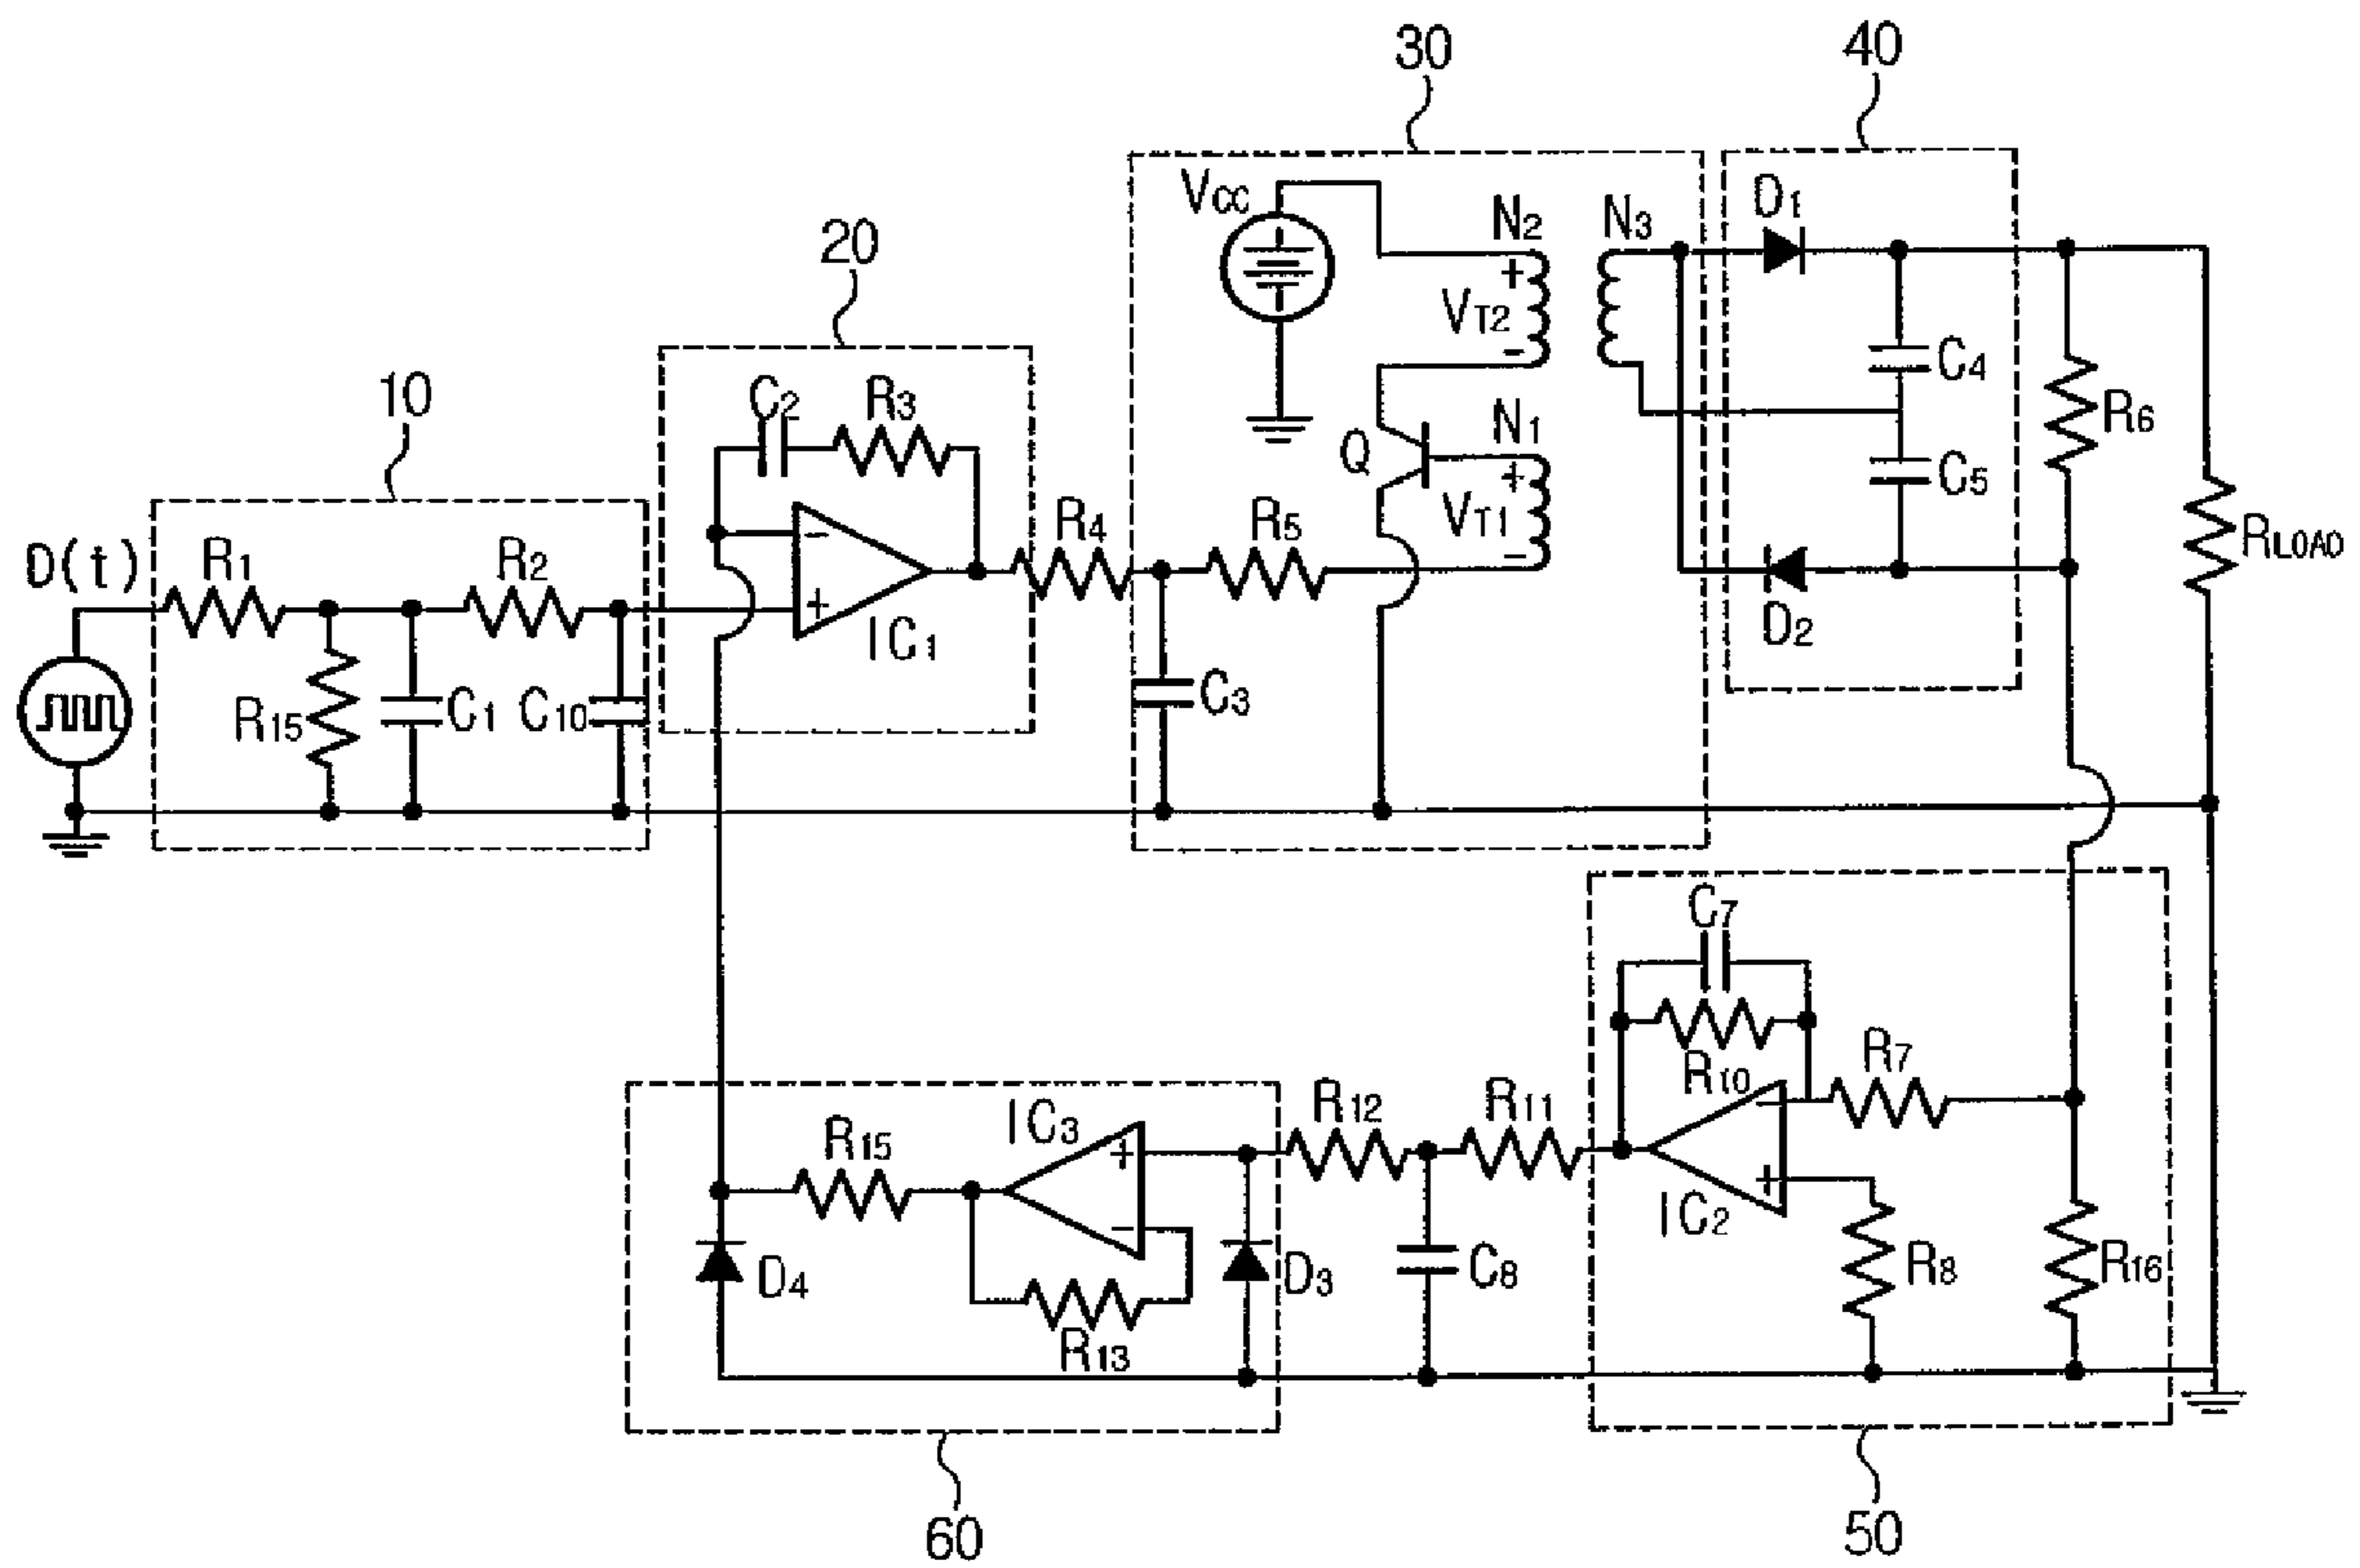 30
40
20
10
VCC
N2
N3
D1
+
VT2
-
C4
R6
C2
R3
Q
N1
+
VT1
-
C5
RLOAD
D(t)
R1
R2
-
+
IC1
R4
R5
D2
R15
C1
C10
C3
C7
R10
R7
-
+
IC2
R12
R11
R15
IC3
+
-
D4
R13
D3
C8
R8
R16
60
50